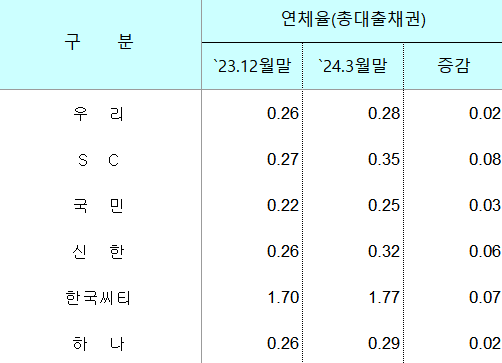 구 분 연체율(총대출채권)
`23.12월말 `24.3월말 증감
우 리 0.26 0.28 0.02
S C 0.27 0.35 0.08
국 민 0.22 0.25 0.03
신 한 0.26 0.32 0.06
한국씨티 1.70 1.77 0.07
하 나 0.26 0.29 0.02